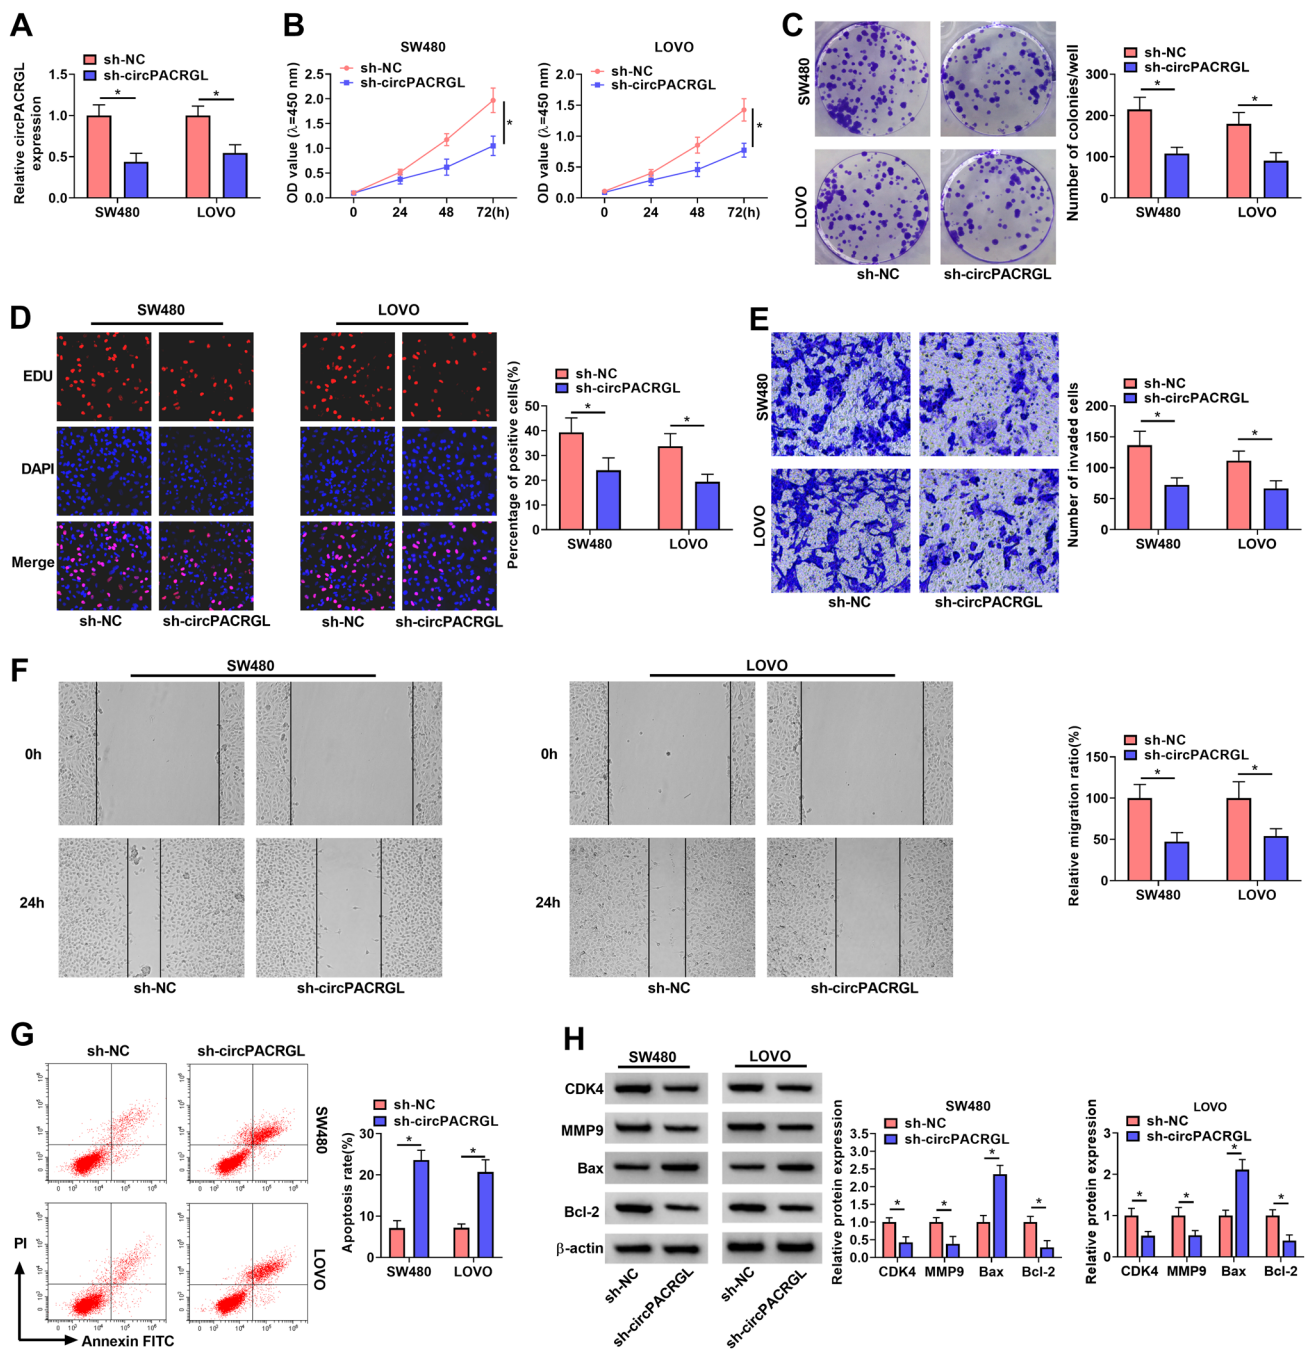 A
sh-NC
sh-circPACRGL
Relative circPACRGL
expression
1.5
1.0
0.5
0.0
*
*
SW480
LOVO
B
SW480
sh-NC
sh-circPACRGL
OD value (λ=450 nm)
2.5
2.0
1.5
1.0
0.5
0.0
*
0
24
48
72(h)
LOVO
sh-NC
sh-circPACRGL
OD value (λ=450 nm)
2.0
1.5
1.0
0.5
0.0
*
0
24
48
72(h)
C
SW480
LOVO
sh-NC
sh-circPACRGL
sh-NC
sh-circPACRGL
Number of colonies/well
300
200
100
0
*
*
SW480
LOVO
D
SW480
LOVO
EDU
DAPI
Merge
sh-NC
sh-circPACRGL
sh-NC
sh-circPACRGL
sh-NC
sh-circPACRGL
Percentage of positive cells(%)
50
40
30
20
10
0
*
*
SW480
LOVO
E
SW480
LOVO
sh-NC
sh-circPACRGL
sh-NC
sh-circPACRGL
Number of invaded cells
200
150
100
50
0
*
*
SW480
LOVO
F
SW480
LOVO
0h
0h
24h
24h
sh-NC
sh-circPACRGL
sh-NC
sh-circPACRGL
sh-NC
sh-circPACRGL
Relative migration ratio(%)
150
100
50
0
*
*
SW480
LOVO
G
sh-NC
sh-circPACRGL
SW480
LOVO
PI
Annexin FITC
sh-NC
sh-circPACRGL
Apoptosis rate(%)
30
20
10
0
*
*
SW480
LOVO
H
SW480
LOVO
CDK4
MMP9
Bax
Bcl-2
β-actin
sh-NC
sh-circPACRGL
sh-NC
sh-circPACRGL
SW480
sh-NC
sh-circPACRGL
Relative protein expression
3.5
3.0
2.5
2.0
1.5
1.0
0.5
0.0
*
*
*
*
CDK4
MMP9
Bax
Bcl-2
LOVO
sh-NC
sh-circPACRGL
Relative protein expression
3
2
1
0
*
*
*
*
CDK4
MMP9
Bax
Bcl-2